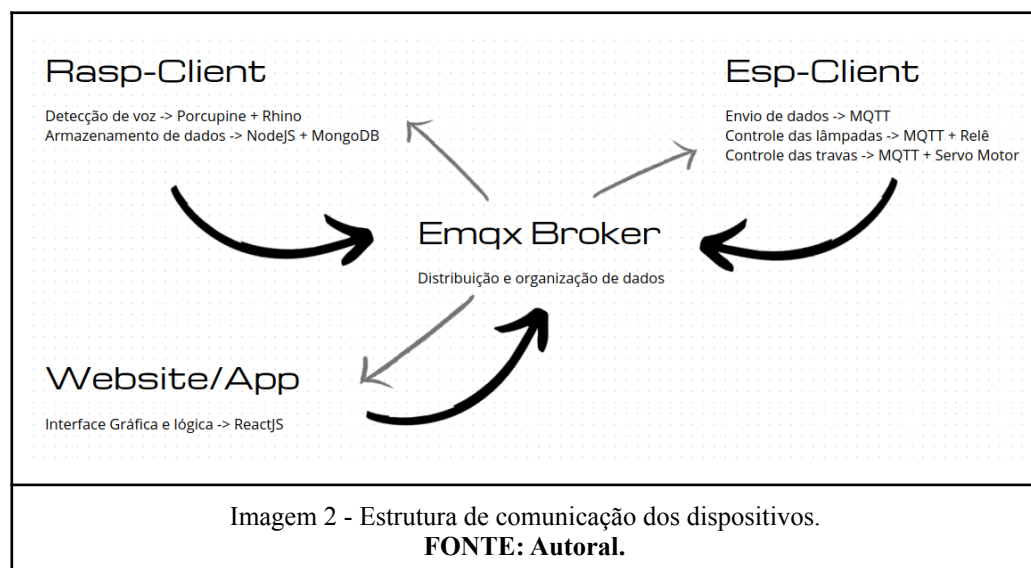 Rasp-Client
Detecção de voz -> Porcupine + Rhino
Armazenamento de dados -> NodeJS + MongoDB
Esp-Client
Envio de dados -> MQTT
Controle das lâmpadas -> MQTT + Relê
Controle das travas -> MQTT + Servo Motor
Emqx Broker
Distribuição e organização de dados
Website/App
Interface Gráfica e lógica -> ReactJS
Imagem 2 - Estrutura de comunicação dos dispositivos.
FONTE: Autoral.